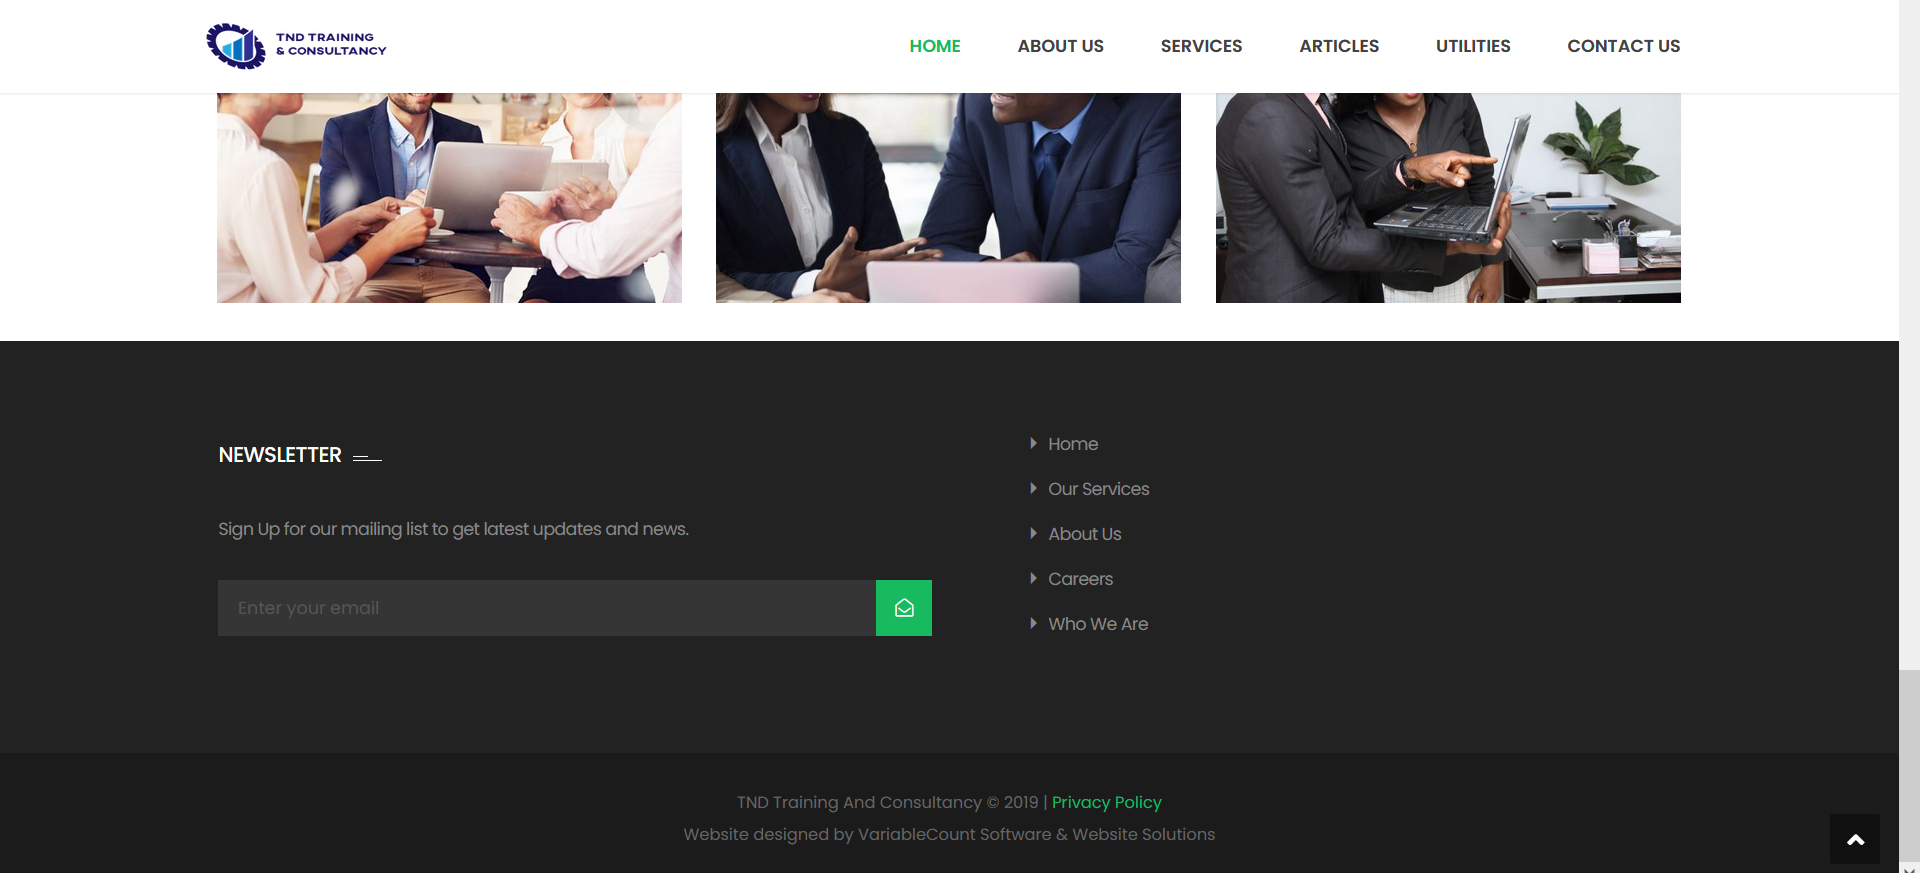 TND TRAINING
& CONSULTANCY
HOME ABOUT US SERVICES ARTICLES UTILITIES CONTACT US
NEWSLETTER
Sign Up for our mailing list to get latest updates and news.
Enter your email
Home
Our Services
About Us
Careers
Who We Are
TND Training And Consultancy © 2019 | Privacy Policy
Website designed by VariableCount Software & Website Solutions